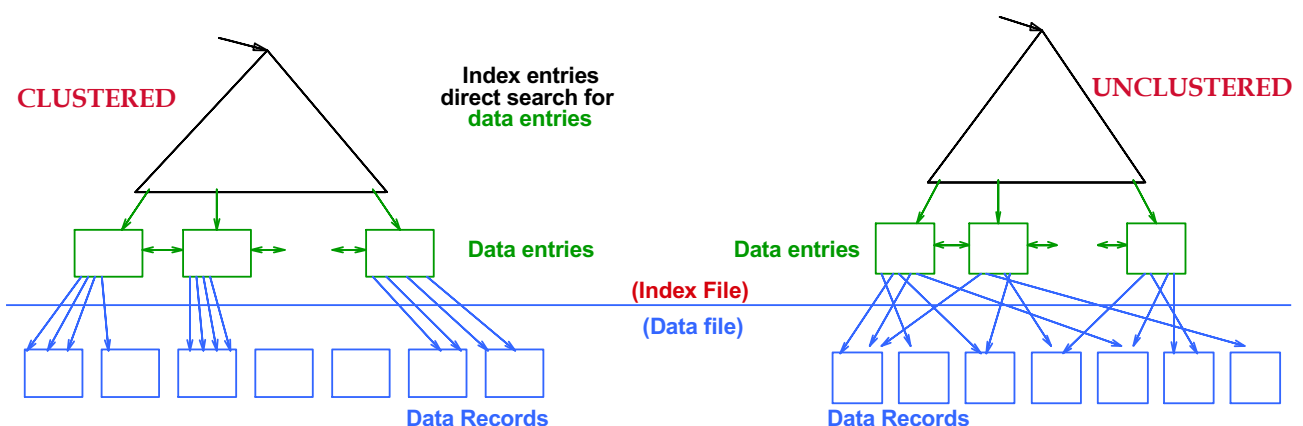 CLUSTERED
Index entries
direct search for
data entries
UNCLUSTERED
Data entries
Data entries
(Index File)
(Data file)
Data Records
Data Records